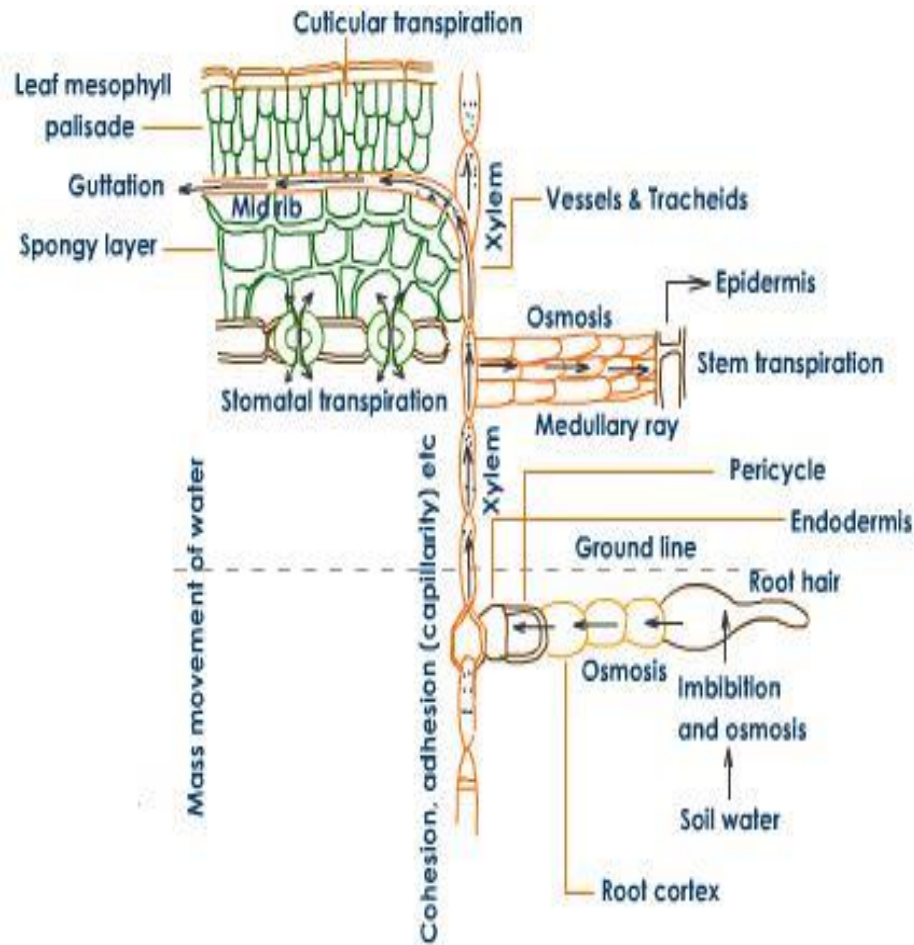 Cuticular transpiration
Leaf mesophyll
palisade
Guttation
Midrib
Spongy layer
Xylem
Vessels & Tracheids
Epidermis
Osmosis
Stem transpiration
Stomatal transpiration
Medullary ray
Xylem
Pericycle
Endodermis
Ground line
Root hair
Mass movement of water
Cohesion, adhesion (capillarity) etc
Osmosis
Imbibition
and osmosis
Soil water
Root cortex